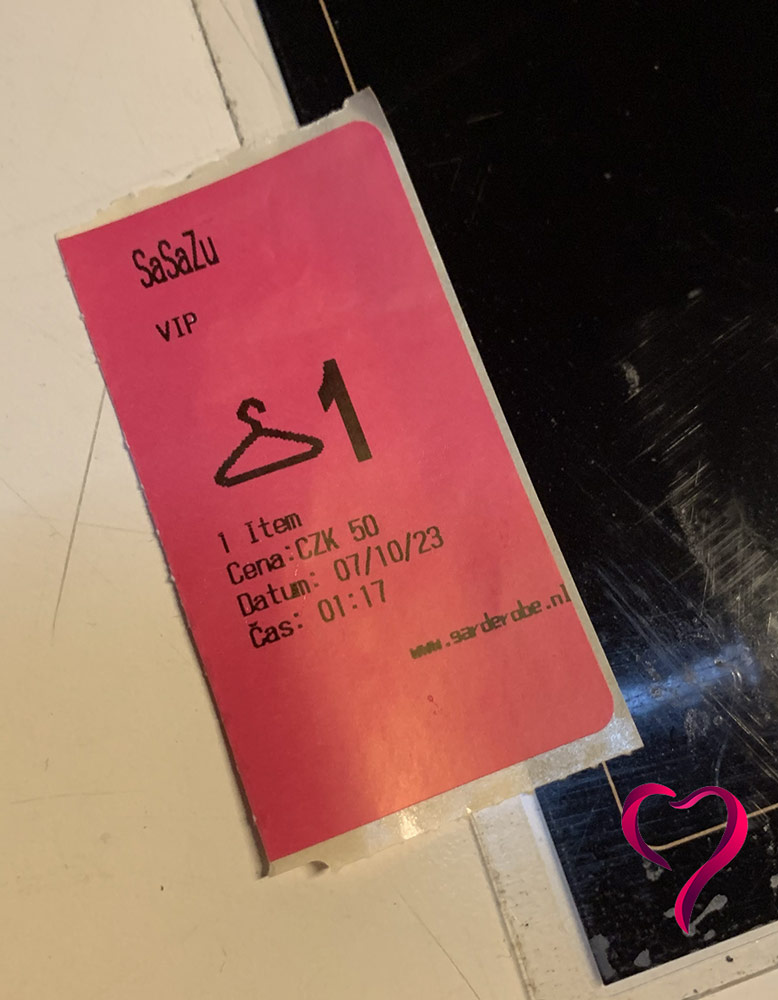 SaSaZu
VIP
1
1 Item
Cena:CZK 50
Datum: 07/10/23
Čas: 01:17
www.garderobe.nl